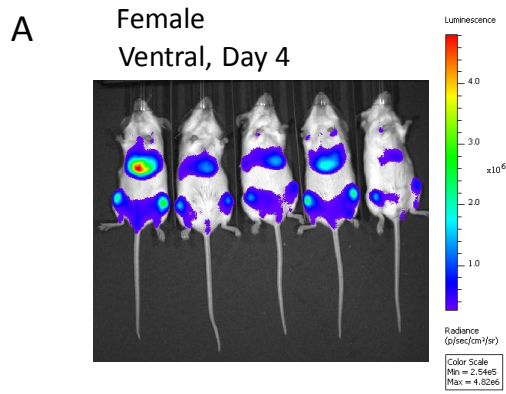 A
Female
Ventral, Day 4
Luminescence
4.0
3.0
x10⁶
2.0
1.0
Radiance
(p/sec/cm²/sr)
Color Scale
Min = 2.54e5
Max = 4.82e6